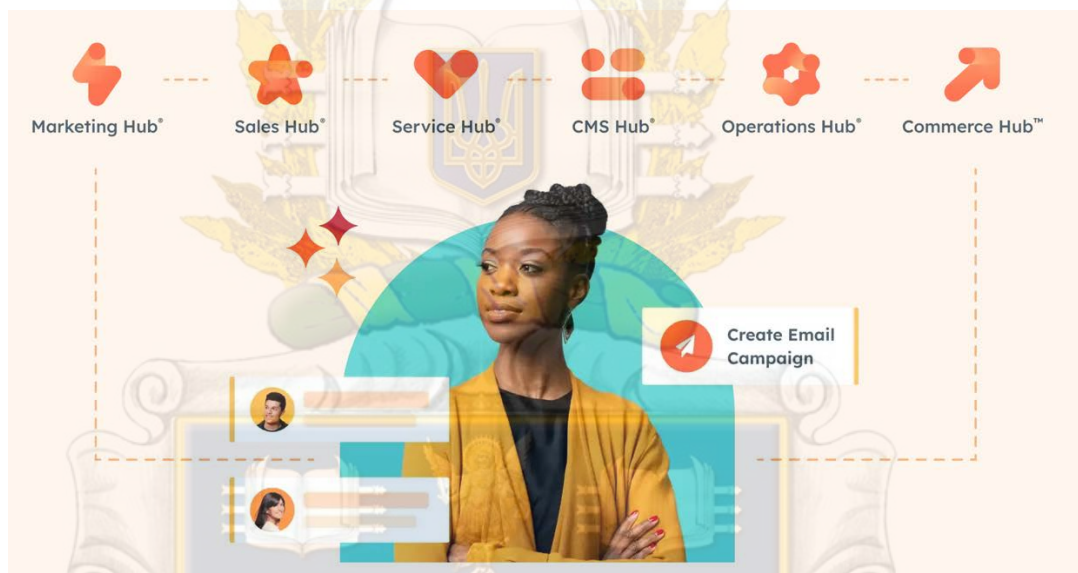 Marketing Hub®
Sales Hub®
Service Hub®
CMS Hub®
Operations Hub®
Commerce Hub™
Create Email
Campaign